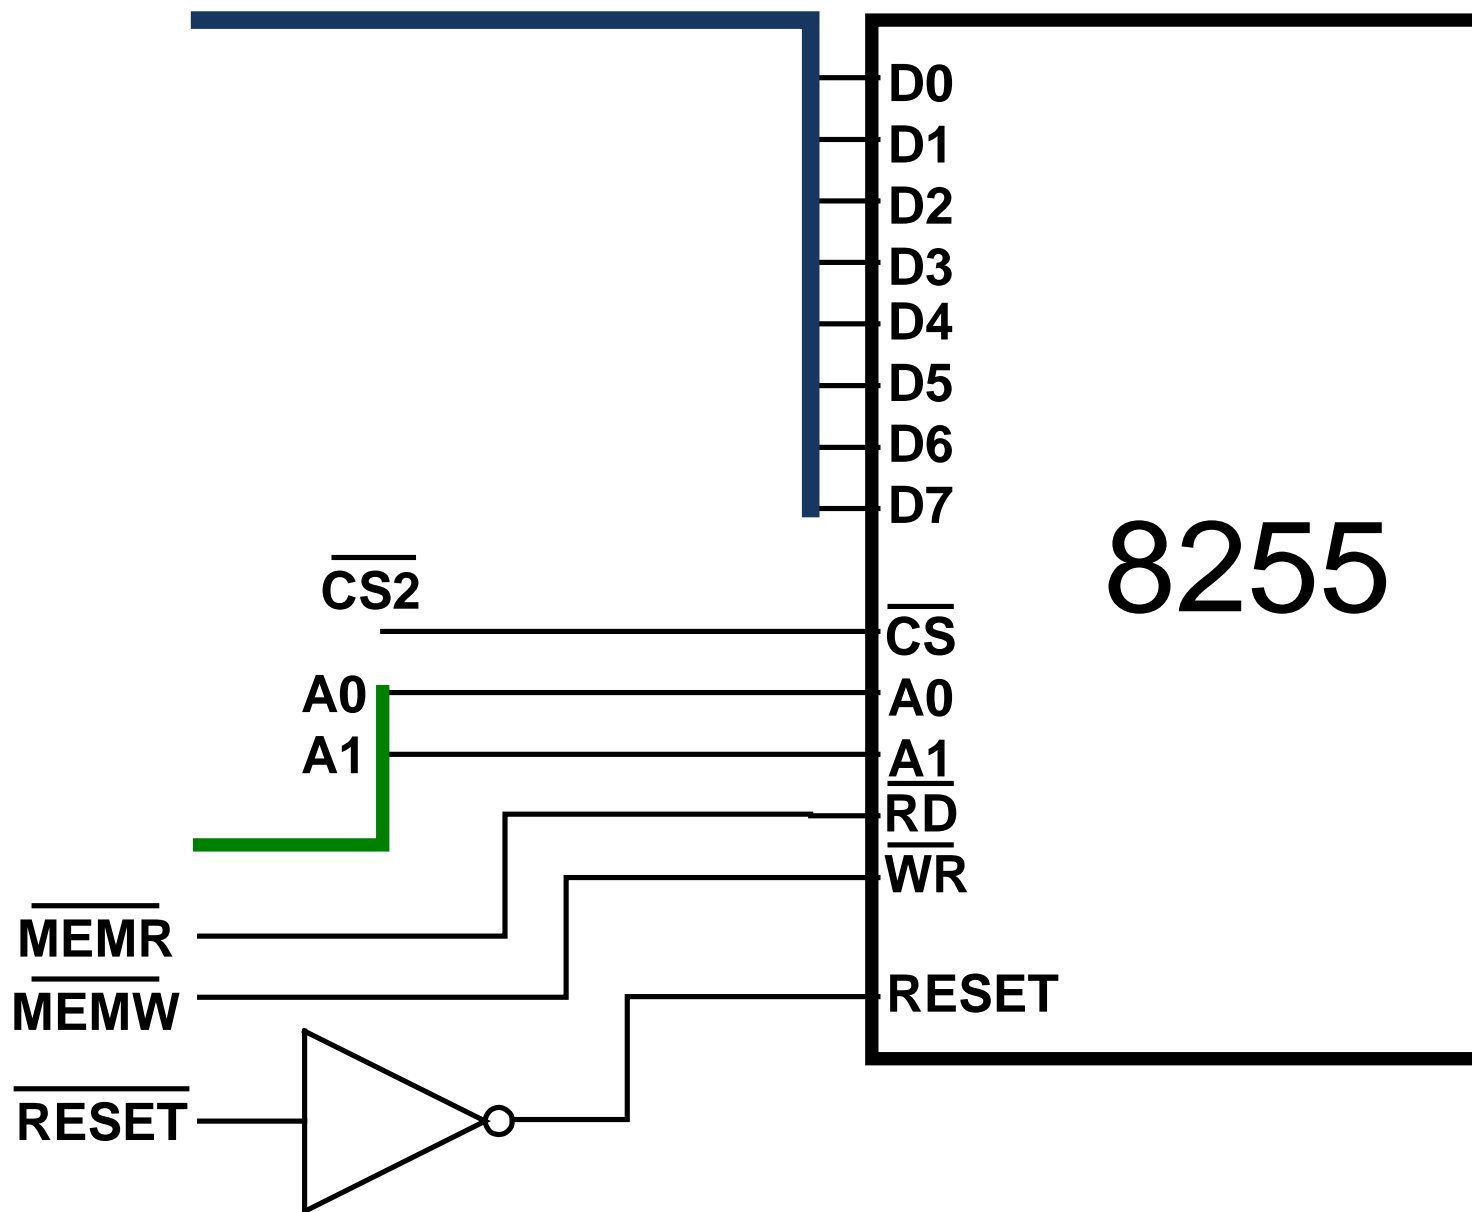 D0
D1
D2
D3
D4
D5
D6
D7
8255
CS2
CS
A0 A0
A1 A1
RD
WR
MEMR
MEMW
RESET
RESET